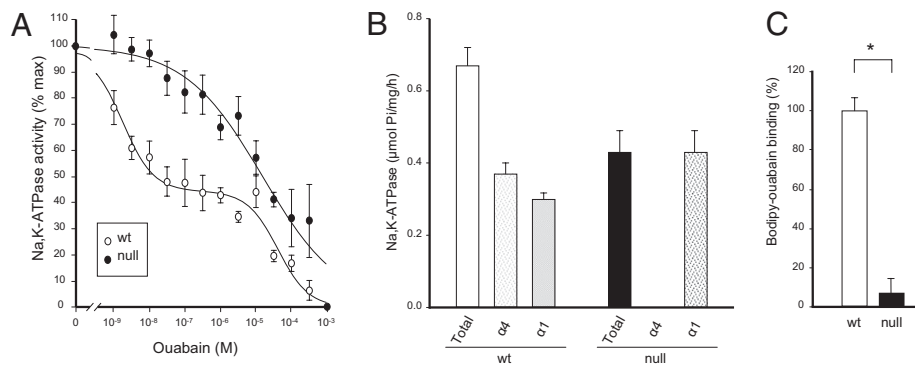 A
Na,K-ATPase activity (% max)
110
100
90
80
70
60
50
40
30
20
10
0
wt
null
0 10⁻⁹ 10⁻⁸ 10⁻⁷ 10⁻⁶ 10⁻⁵ 10⁻⁴ 10⁻³
Ouabain (M)
B
Na,K-ATPase (μmol Pi/mg/h)
0.8
0.6
0.4
0.2
0.0
Total α4 α1 Total α4 α1
wt null
C
Bodipy-ouabain binding (%)
120
100
80
60
40
20
0
*
wt null